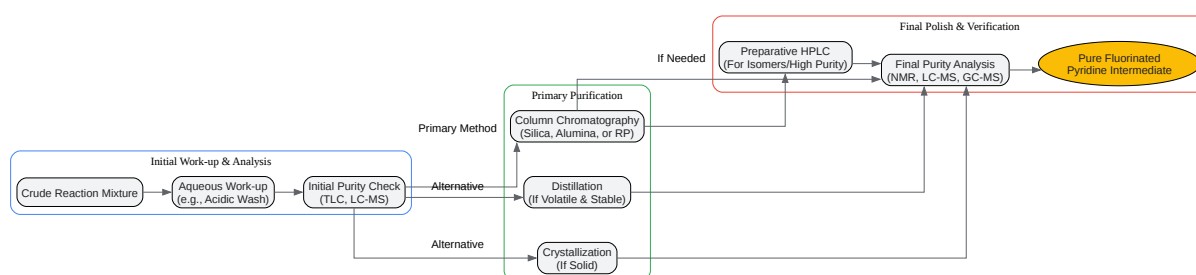 Initial Work-up & Analysis
Crude Reaction Mixture
Aqueous Work-up
(e.g., Acidic Wash)
Initial Purity Check
(TLC, LC-MS)
Primary Method
Alternative
Alternative
Primary Purification
Column Chromatography
(Silica, Alumina, or RP)
Distillation
(If Volatile & Stable)
Crystallization
(If Solid)
If Needed
Final Polish & Verification
Preparative HPLC
(For Isomers/High Purity)
Final Purity Analysis
(NMR, LC-MS, GC-MS)
Pure Fluorinated
Pyridine Intermediate